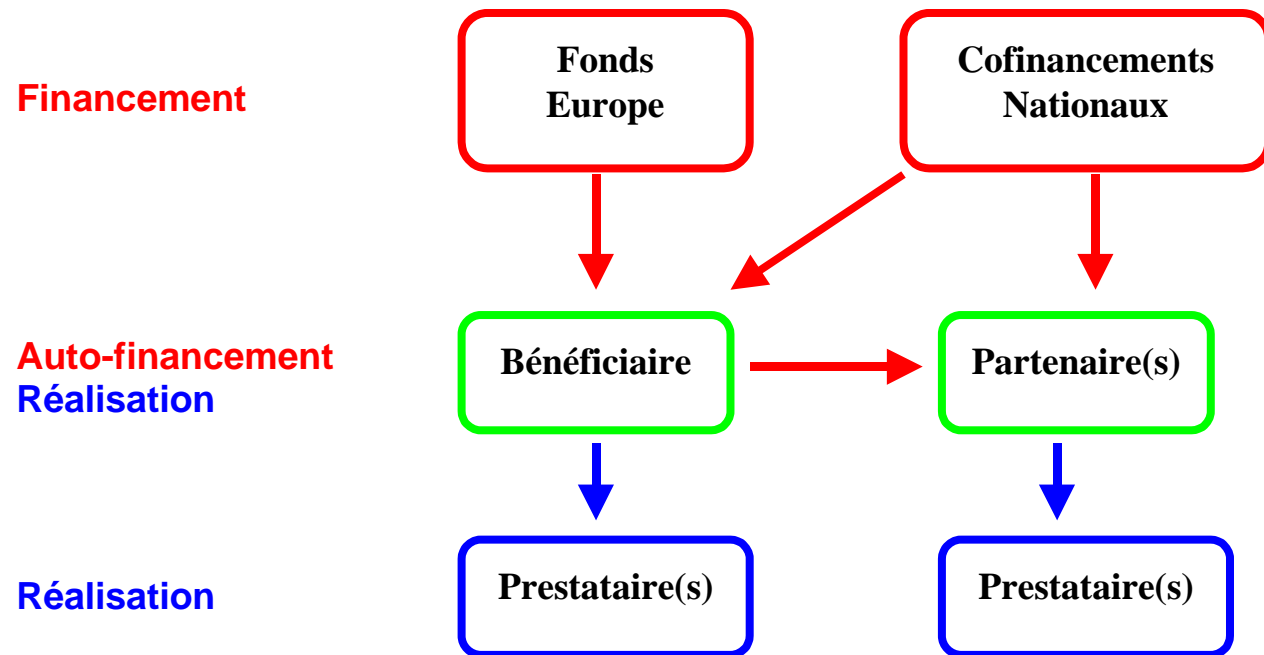 Financement
Fonds
Europe
Cofinancements
Nationaux
Auto-financement
Réalisation
Bénéficiaire
Partenaire(s)
Réalisation
Prestataire(s)
Prestataire(s)